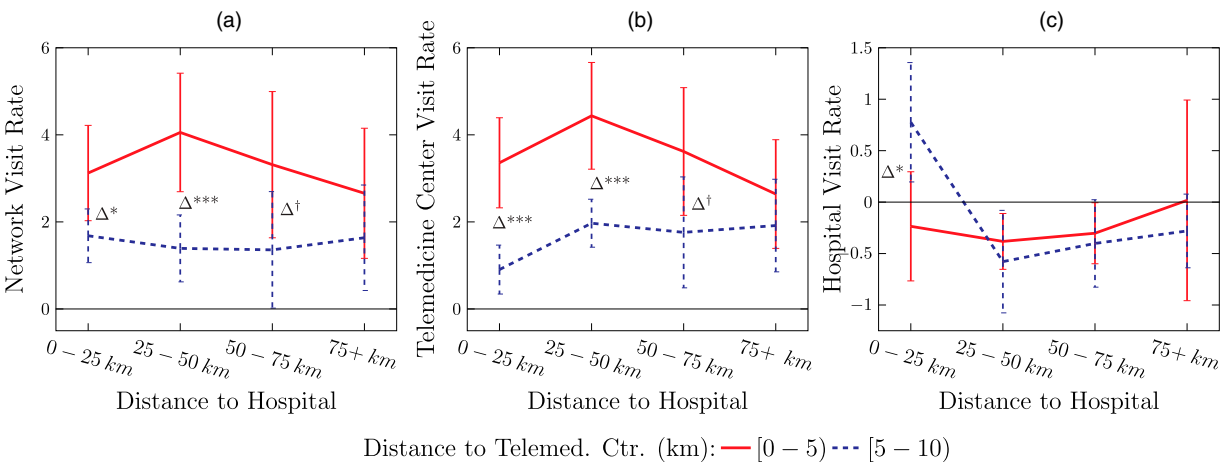 (a)
Network Visit Rate
6
4
2
0
Δ*
Δ***
Δ†
0 – 25 km
25 – 50 km
50 – 75 km
75+ km
Distance to Hospital
(b)
Telemedicine Center Visit Rate
6
4
2
0
Δ***
Δ***
Δ†
0 – 25 km
25 – 50 km
50 – 75 km
75+ km
Distance to Hospital
(c)
Hospital Visit Rate
1.5
1
0.5
0
−0.5
−1
Δ*
0 – 25 km
25 – 50 km
50 – 75 km
75+ km
Distance to Hospital
Distance to Telemed. Ctr. (km): [0 – 5) [5 – 10)